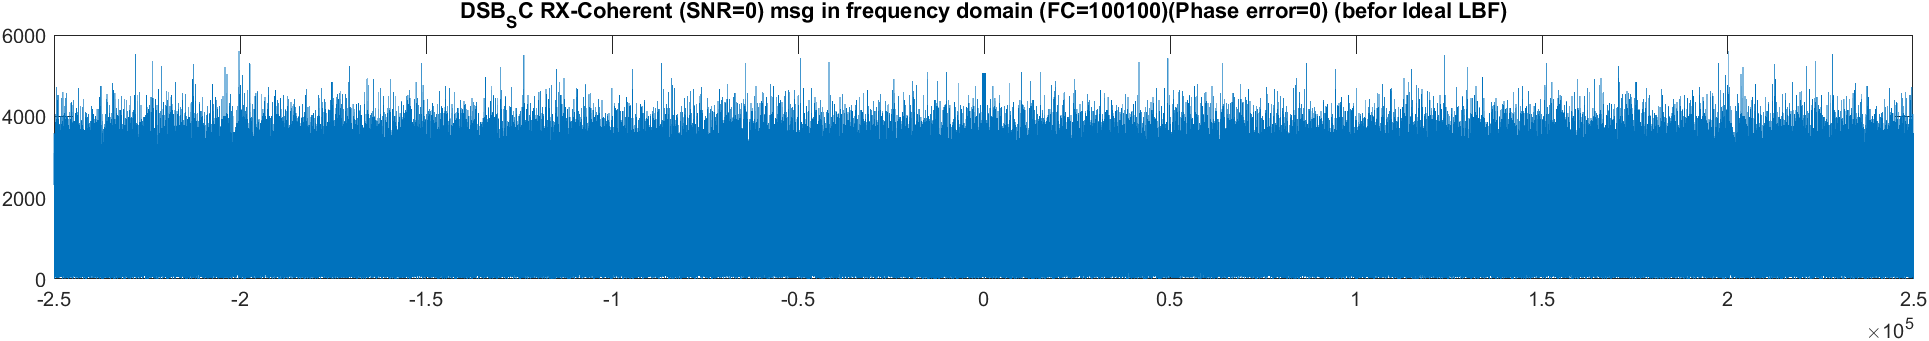 DSB_SC RX-Coherent (SNR=0) msg in frequency domain (FC=100100)(Phase error=0) (befor Ideal LBF)
6000
4000
2000
0
-2.5 -2 -1.5 -1 -0.5 0 0.5 1 1.5 2 2.5
×10^5